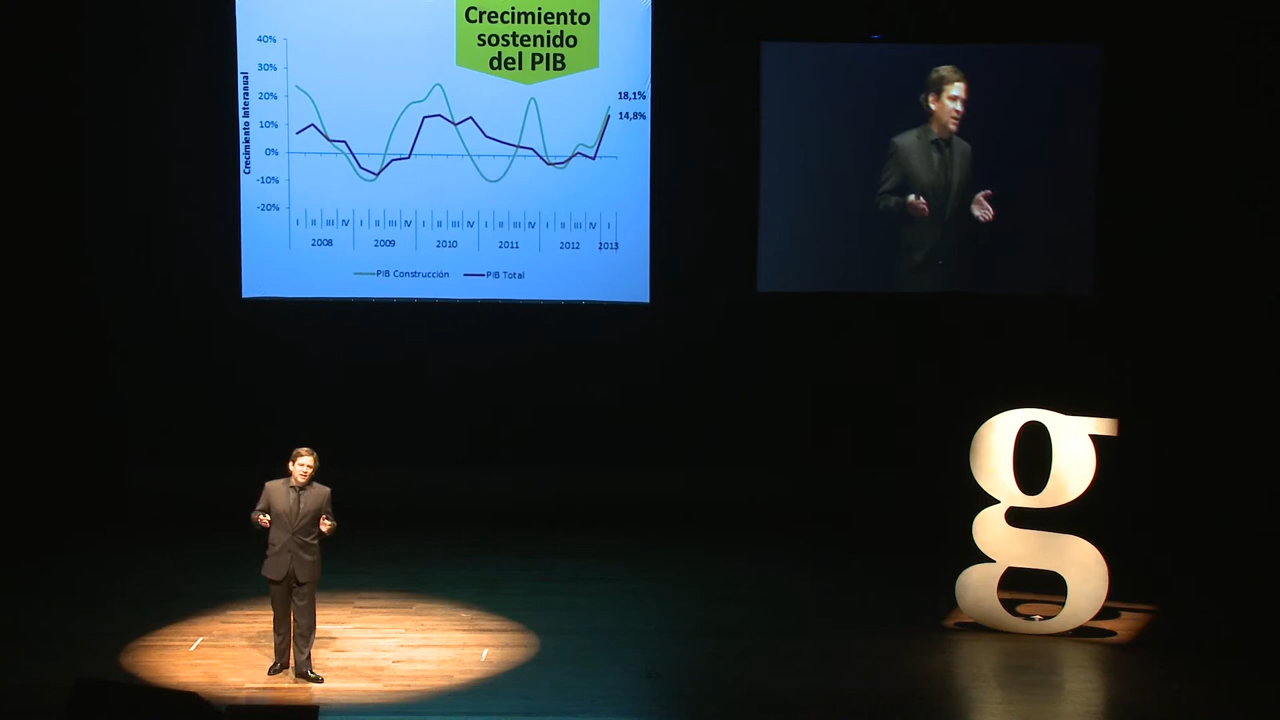 Crecimiento
sostenido
del PIB
40%
30%
20%
10%
0%
-10%
-20%
Crecimiento Interanual
18,1%
14,8%
I II III IV I II III IV I II III IV I II III IV I II III IV I
2008 2009 2010 2011 2012 2013
PIB Construcción PIB Total
g